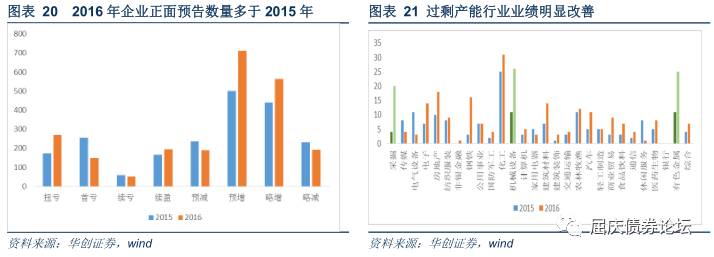 图表 20 2016 年企业正面预告数量多于 2015 年
800
700
600
500
400
300
200
100
0
扭亏
首亏
续亏
续盈
预减
预增
略增
略减
2015
2016
资料来源：华创证券，wind
图表 21 过剩产能行业业绩明显改善
35
30
25
20
15
10
5
0
采掘
传媒
电气设备
电子
房地产
纺织服装
非银金融
钢铁
公用事业
国防军工
化工
机械设备
计算机
家用电器
建筑材料
建筑装饰
交通运输
农林牧渔
汽车
轻工制造
商业贸易
食品饮料
通信
休闲服务
医药生物
银行
有色金属
综合
2015
2016
资料来源：华创证券，wind
屈庆债券论坛